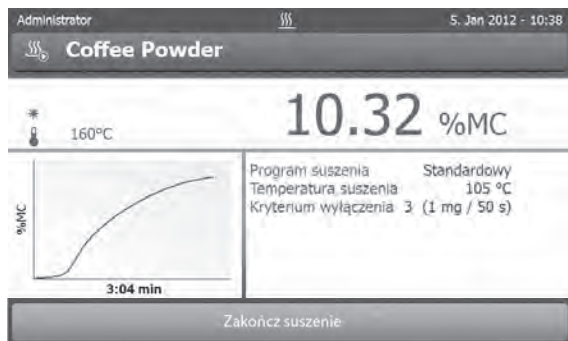 Administrator 5. Jan 2012 - 10:38
Coffee Powder
160°C
10.32 %MC
%MC
3:04 min
Program suszenia Standardowy
Temperatura suszenia 105 °C
Kryterium wyłączenia 3 (1 mg / 50 s)
Zakończ suszenie